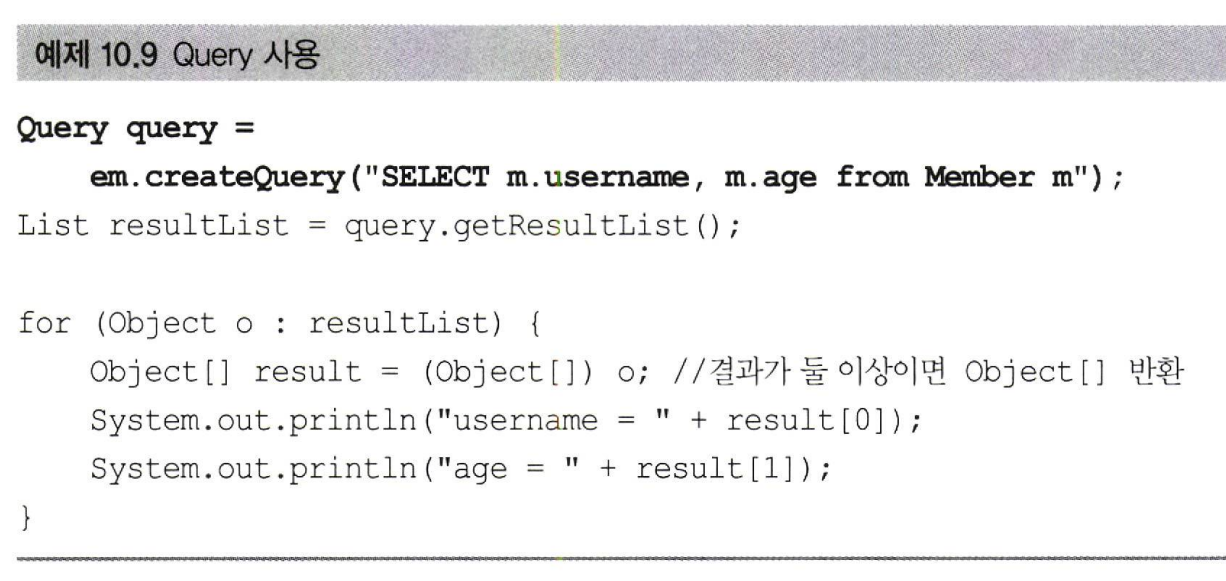 예제 10.9 Query 사용
Query query =
    em.createQuery("SELECT m.username, m.age from Member m");
List resultList = query.getResultList();
for (Object o : resultList) {
    Object[] result = (Object[]) o; //결과가 둘 이상이면 Object[] 반환
    System.out.println("username = " + result[0]);
    System.out.println("age = " + result[1]);
}